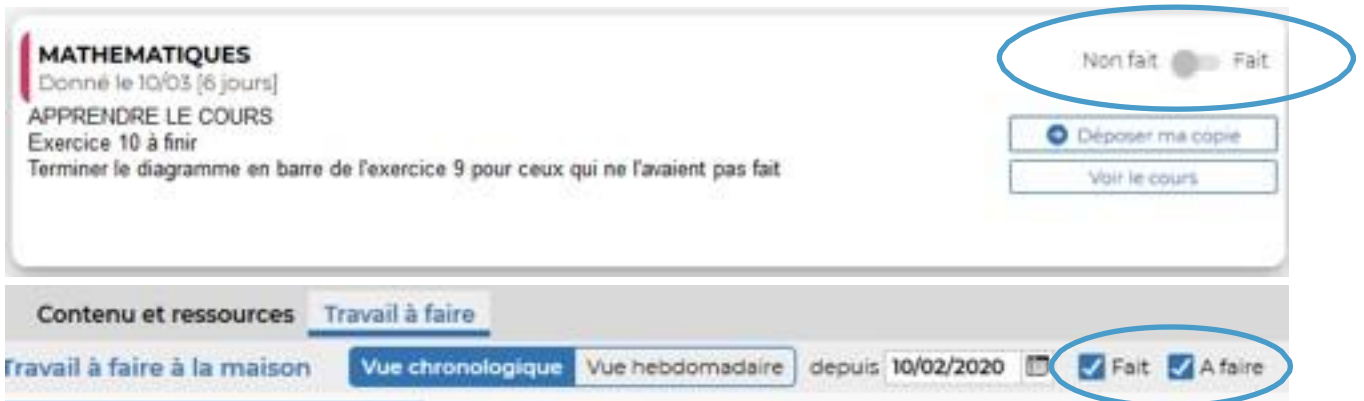 MATHEMATIQUES
Non fait Fait
Donné le 10/03 [6 jours]
APPRENDRE LE COURS
Exercice 10 à finir
Déposer ma copie
Terminer le diagramme en barre de l'exercice 9 pour ceux qui ne l'avaient pas fait
Voir le cours
Contenu et ressources Travail à faire
Travail à faire à la maison Vue chronologique Vue hebdomadaire depuis 10/02/2020 Fait A faire